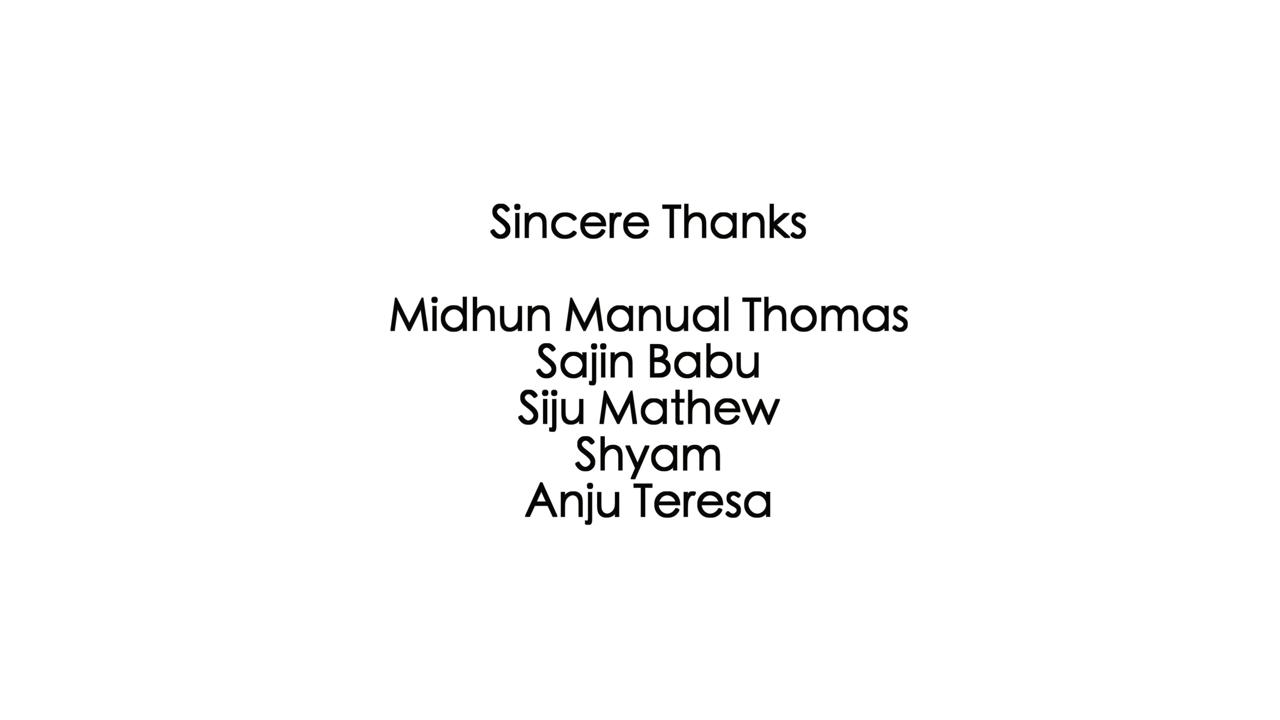 Sincere Thanks
Midhun Manual Thomas
Sajin Babu
Siju Mathew
Shyam
Anju Teresa